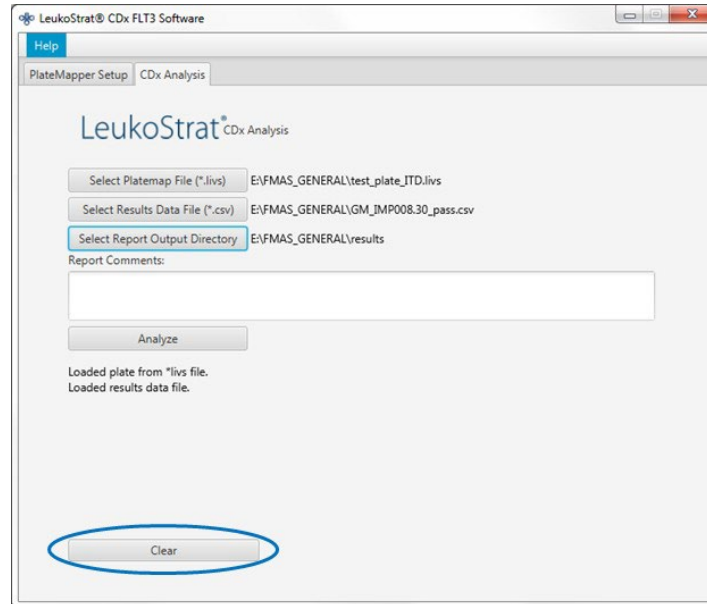 LeukoStrat® CDx FLT3 Software
Help
PlateMapper Setup CDx Analysis
LeukoStrat® CDx Analysis
Select Platemap File (*.livs) E:\FMAS_GENERAL\test_plate_ITD.livs
Select Results Data File (*.csv) E:\FMAS_GENERAL\GM_IMP008.30_pass.csv
Select Report Output Directory E:\FMAS_GENERAL\results
Report Comments:
Analyze
Loaded plate from *livs file.
Loaded results data file.
Clear